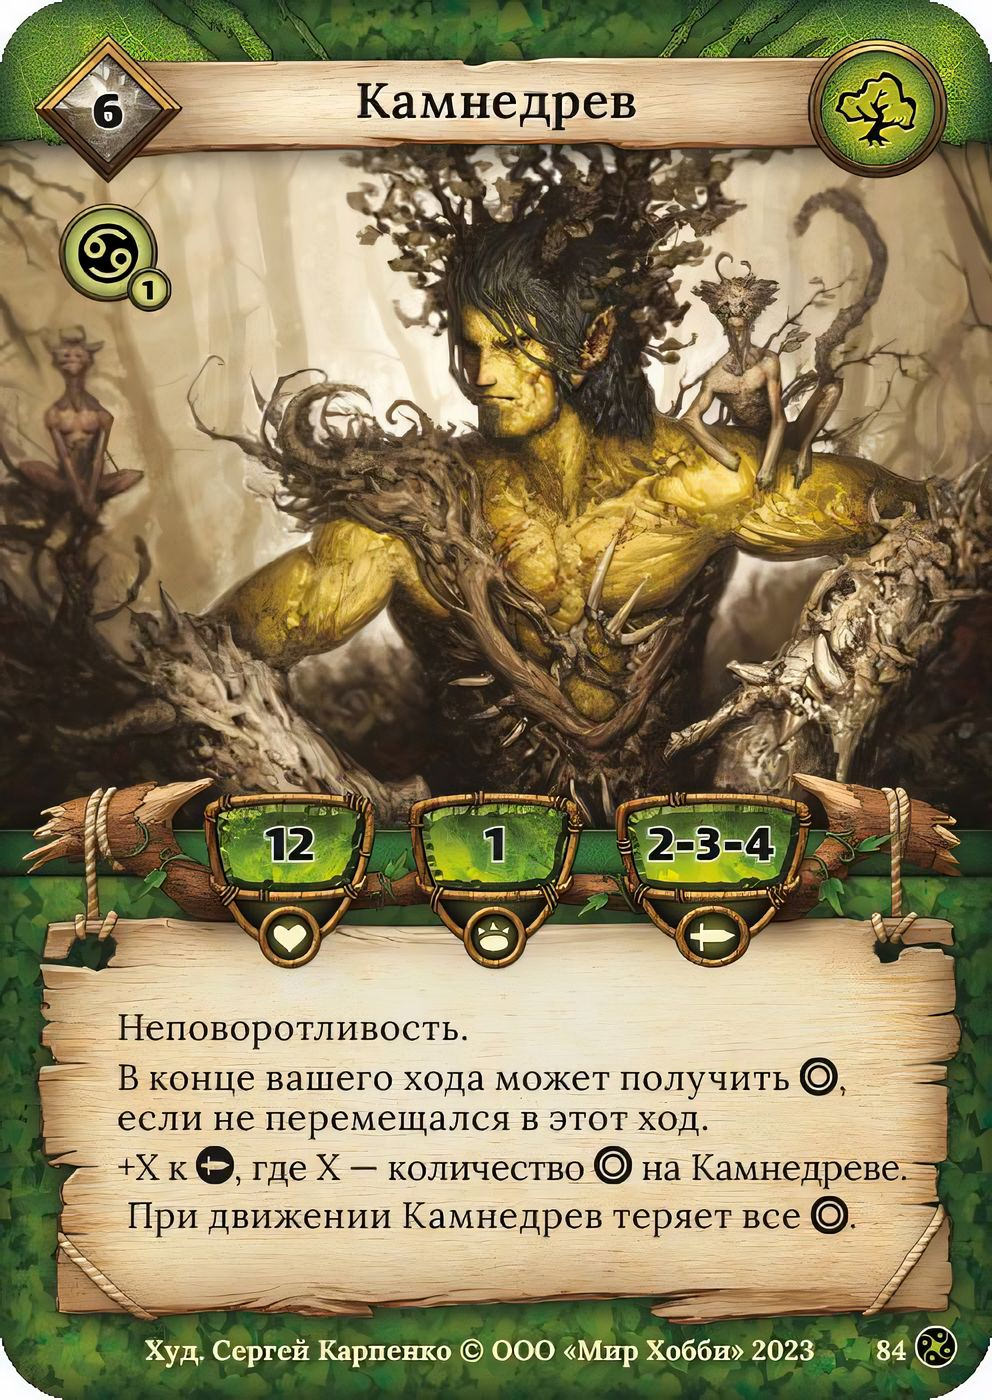 6
Камнедрев
1
12
1
2-3-4
Неповоротливость.
В конце вашего хода может получить ,
если не перемещался в этот ход.
+X к , где X — количество на Камнедреве.
При движении Камнедрев теряет все .
Худ. Сергей Карпенко © ООО «Мир Хобби» 2023
84